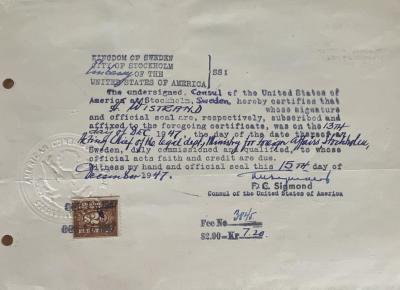 KINGDOM OF SWEDEN
CITY OF STOCKHOLM
Embassy OF THE
UNITED STATES OF AMERICA
SS:
The undersigned, Consul of the United States of
America at Stockholm, Sweden, hereby certifies that
H. WISTRAND whose signature
and official seal are, respectively, subscribed and
affixed to the foregoing certificate, was on the 13TH
day of Dec 1947, the day of the date thereof,
Acting Chief of the legal dept, Ministry for Foreign Affairs Stockholm,
Sweden, duly commissioned and qualified, to whose
official acts faith and credit are due.
Witness my hand and official seal this 15TH day of
December 1947.
D.C. Sigmond
Consul of the United States of America
$2
Fee No 3845
$2.00-Kr 7.20